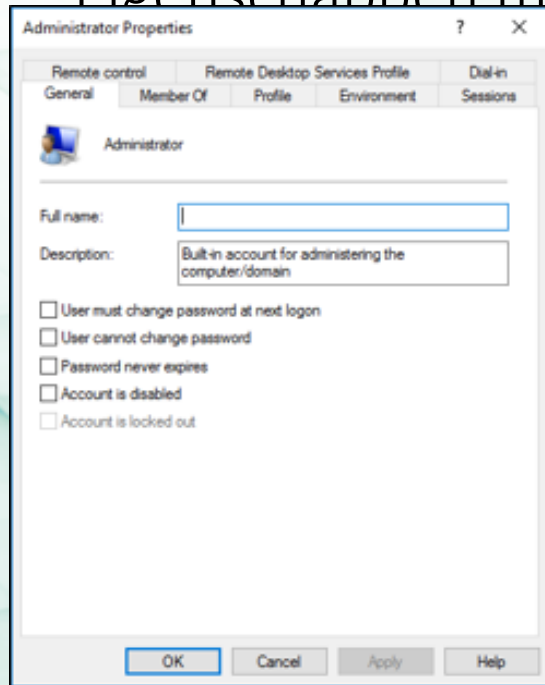 Administrator Properties ? ×
Remote control Remote Desktop Services Profile Dial-in
General Member Of Profile Environment Sessions
Administrator
Full name:
Description: Built-in account for administering the
computer/domain
User must change password at next logon
User cannot change password
Password never expires
Account is disabled
Account is locked out
OK Cancel Apply Help